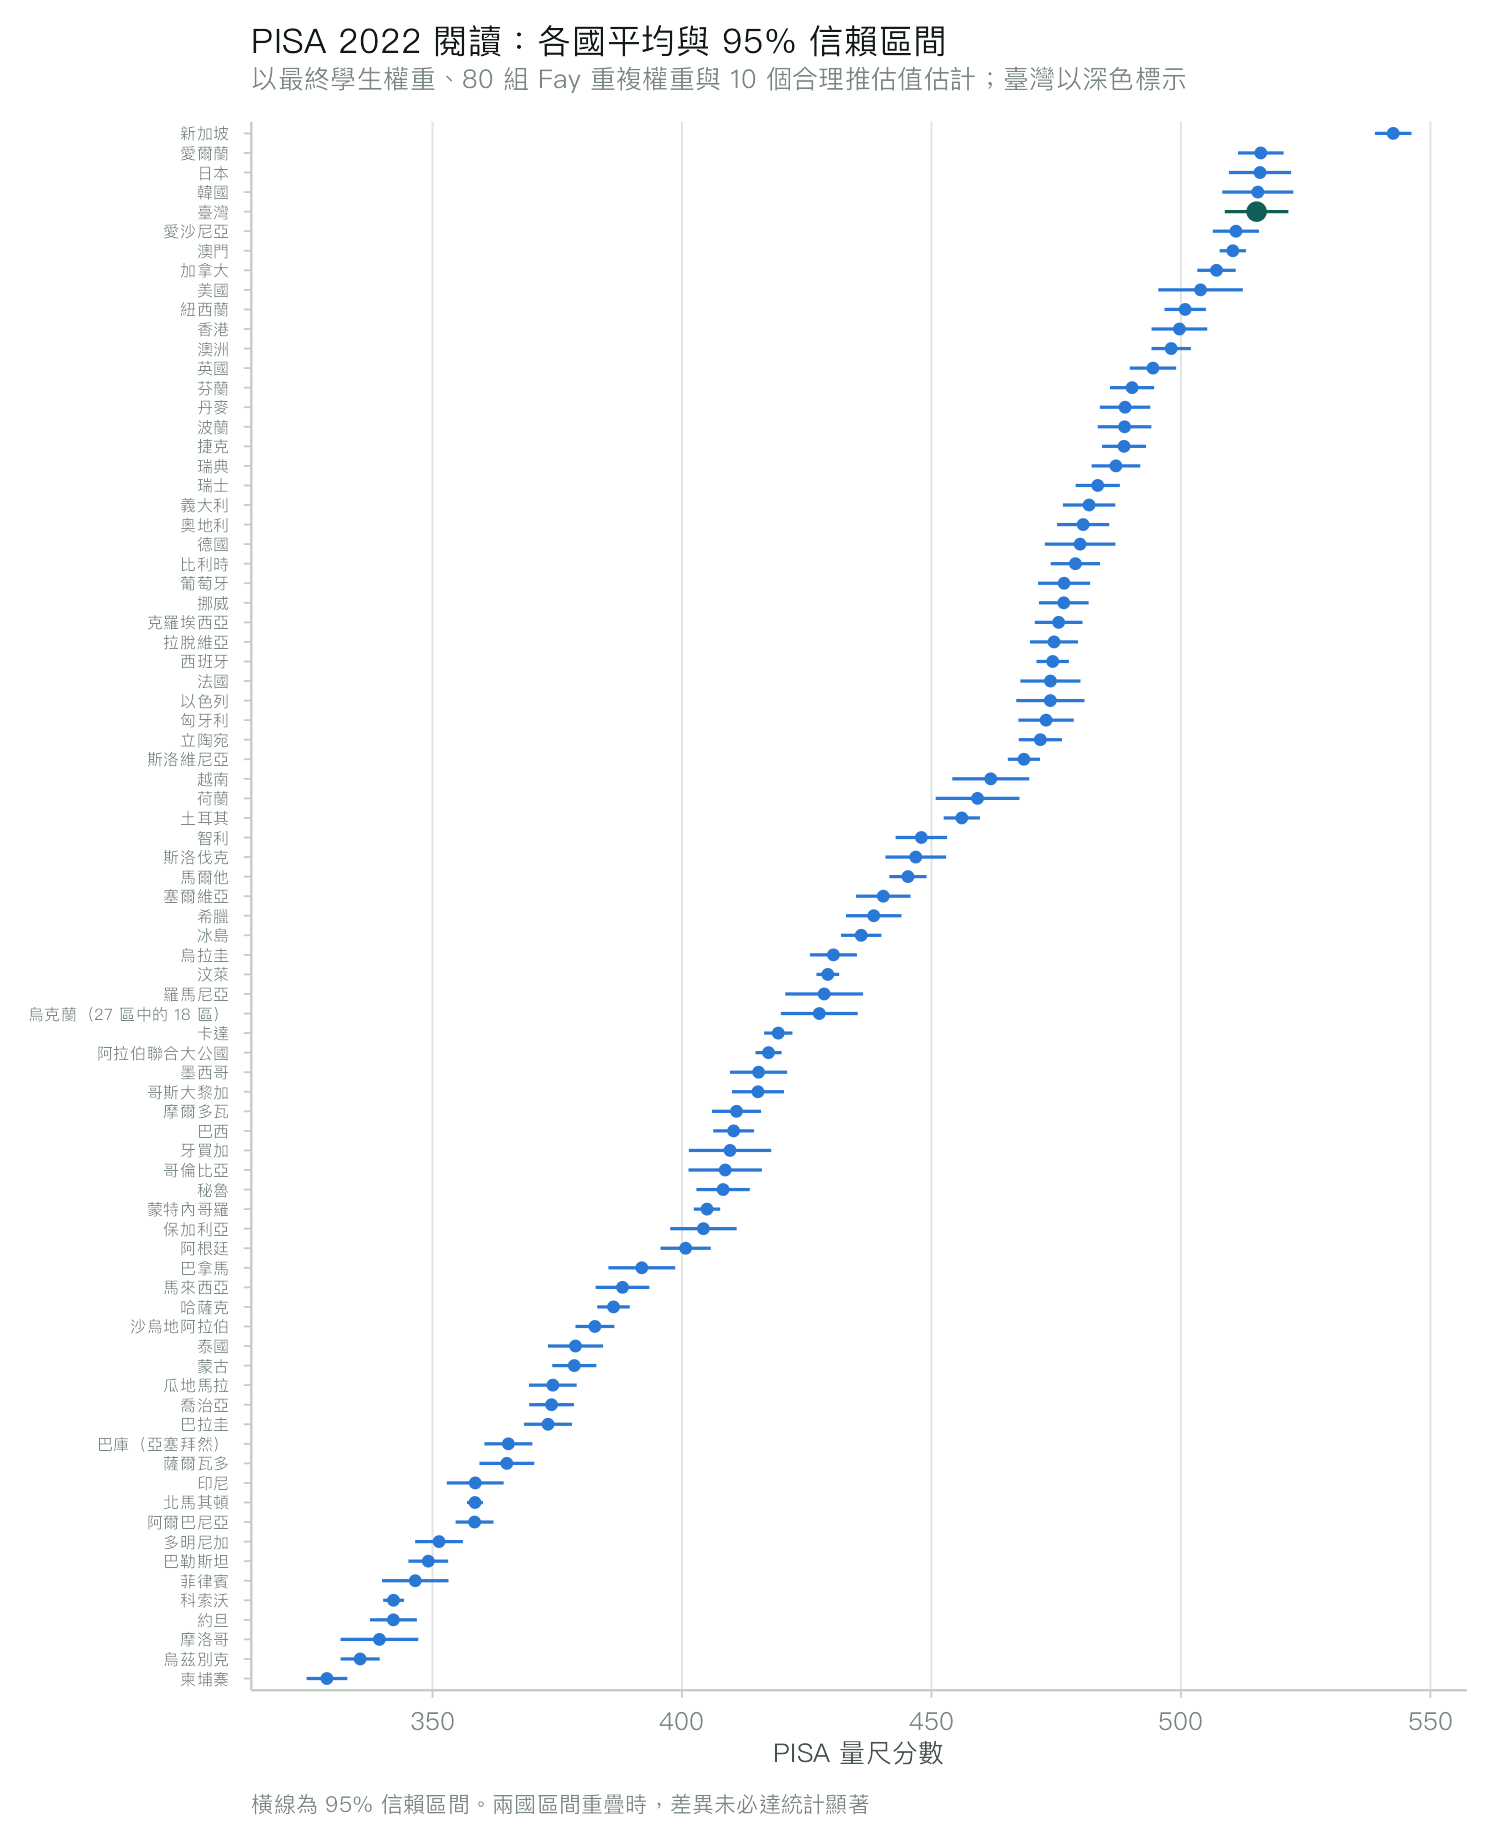 PISA 2022 閱讀：各國平均與 95% 信賴區間
以最終學生權重、80 組 Fay 重複權重與 10 個合理推估值估計；臺灣以深色標示
新加坡
愛爾蘭
日本
韓國
臺灣
愛沙尼亞
澳門
加拿大
美國
紐西蘭
香港
澳洲
英國
芬蘭
丹麥
波蘭
捷克
瑞典
瑞士
義大利
奧地利
德國
比利時
葡萄牙
挪威
克羅埃西亞
拉脫維亞
西班牙
法國
以色列
匈牙利
立陶宛
斯洛維尼亞
越南
荷蘭
土耳其
智利
斯洛伐克
馬爾他
塞爾維亞
希臘
冰島
烏拉圭
汶萊
羅馬尼亞
烏克蘭（27 區中的 18 區）
卡達
阿拉伯聯合大公國
墨西哥
哥斯大黎加
摩爾多瓦
巴西
牙買加
哥倫比亞
秘魯
蒙特內哥羅
保加利亞
阿根廷
巴拿馬
馬來西亞
哈薩克
沙烏地阿拉伯
泰國
蒙古
瓜地馬拉
喬治亞
巴拉圭
巴庫（亞塞拜然）
薩爾瓦多
印尼
北馬其頓
阿爾巴尼亞
多明尼加
巴勒斯坦
菲律賓
科索沃
約旦
摩洛哥
烏茲別克
柬埔寨
350 400 450 500 550
PISA 量尺分數
橫線為 95% 信賴區間。兩國區間重疊時，差異未必達統計顯著